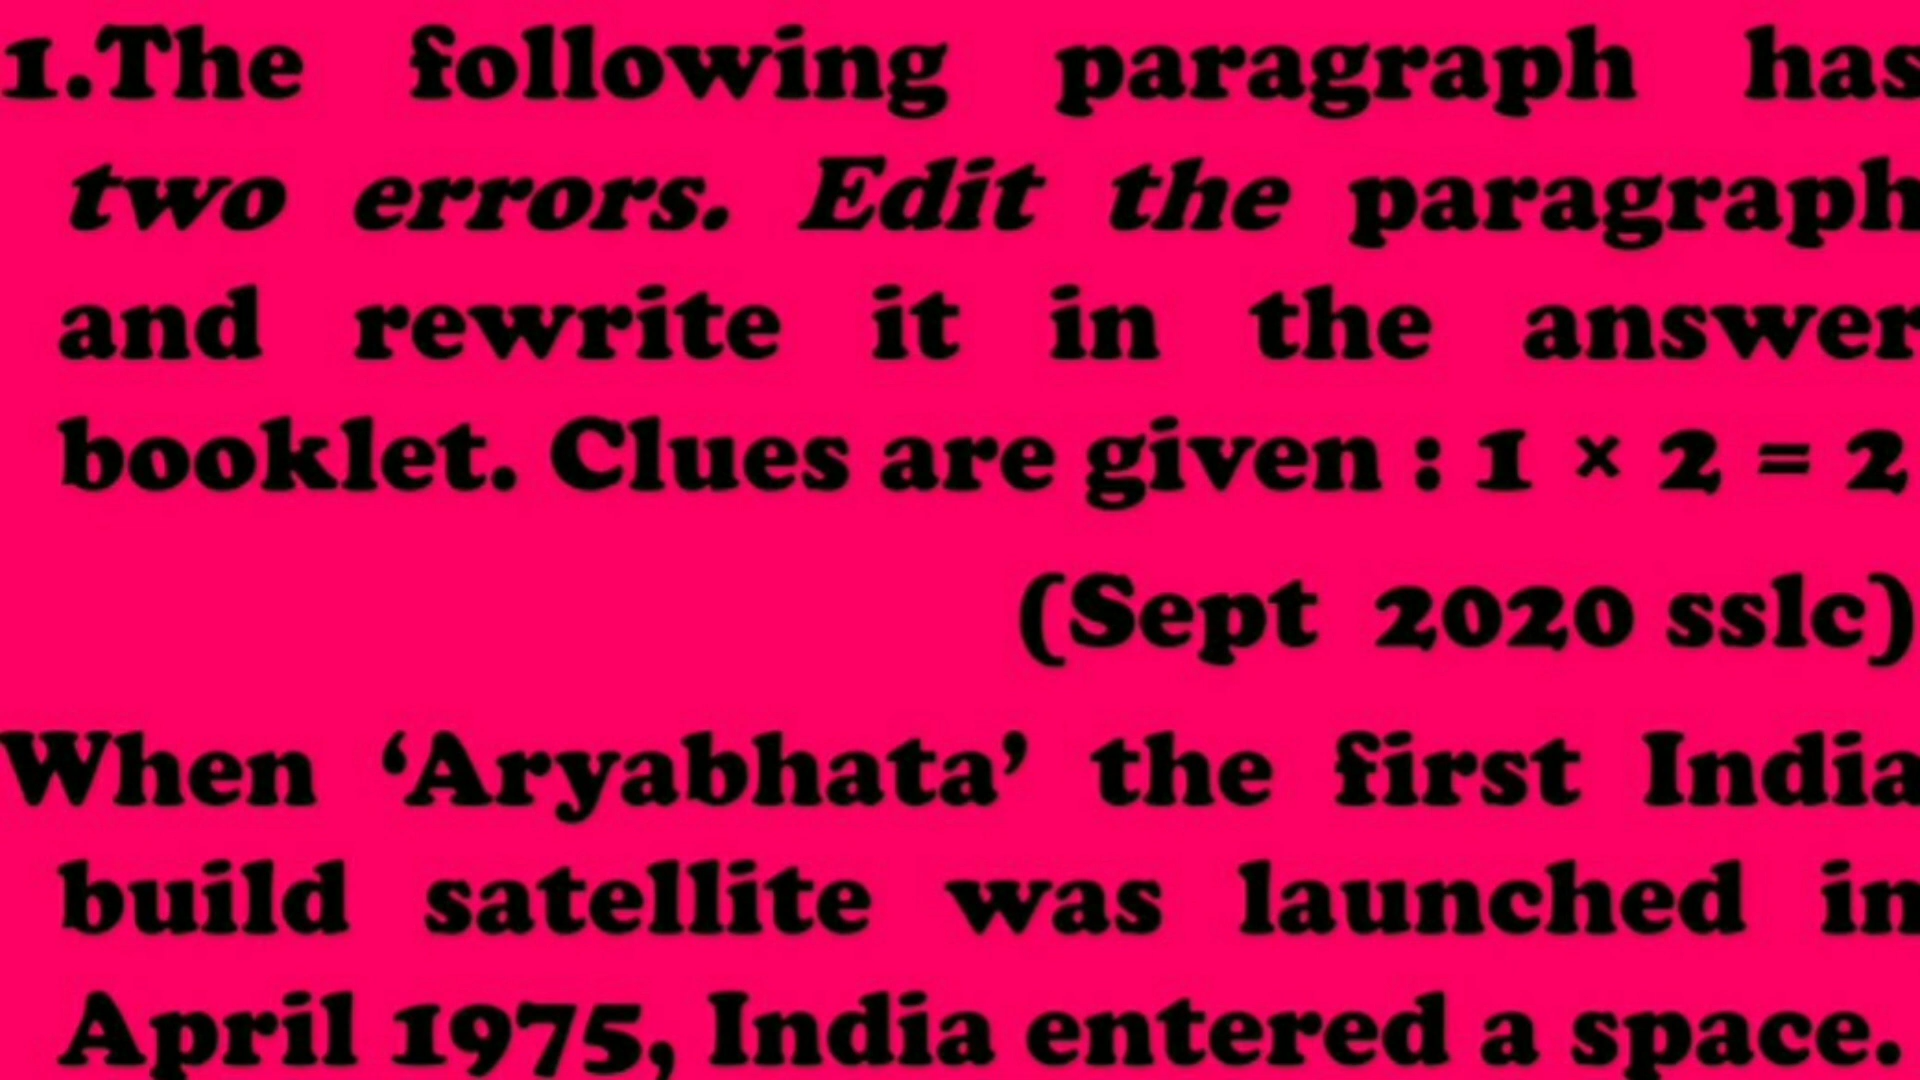 1.The following paragraph has
two errors. Edit the paragraph
and rewrite it in the answer
booklet. Clues are given : 1 × 2 = 2
(Sept 2020 sslc)
When ‘Aryabhata’ the first India
build satellite was launched in
April 1975, India entered a space.